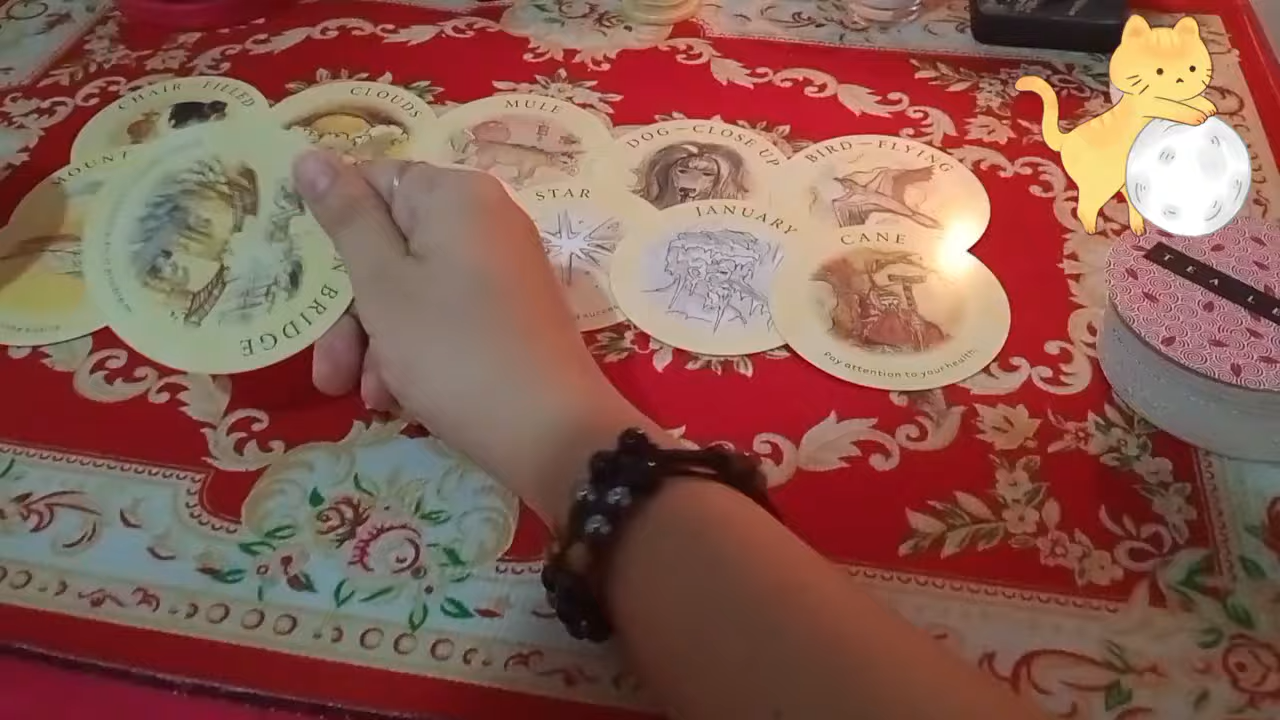 CHAIR FILLED
CLOUDS
MULE
DOG-CLOSE UP
BIRD-FLYING
MOUNT
STAR
JANUARY
CANE
BRIDGE
Pay attention to your health.
TEA L